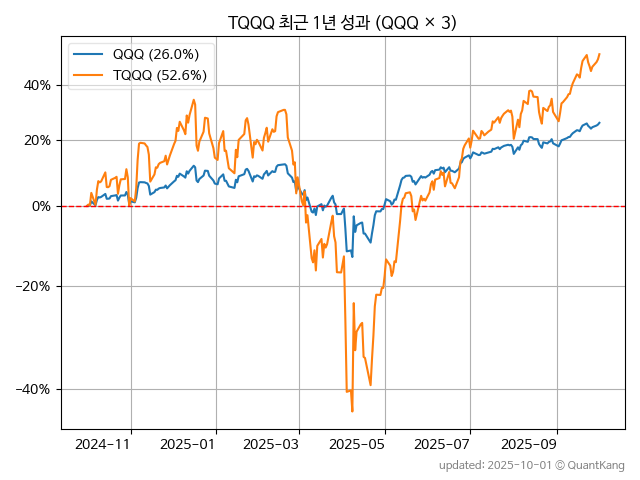 TQQQ 최근 1년 성과 (QQQ × 3)
QQQ (26.0%)
TQQQ (52.6%)
40%
20%
0%
−20%
−40%
2024−11
2025−01
2025−03
2025−05
2025−07
2025−09
updated: 2025-10-01 © QuantKang